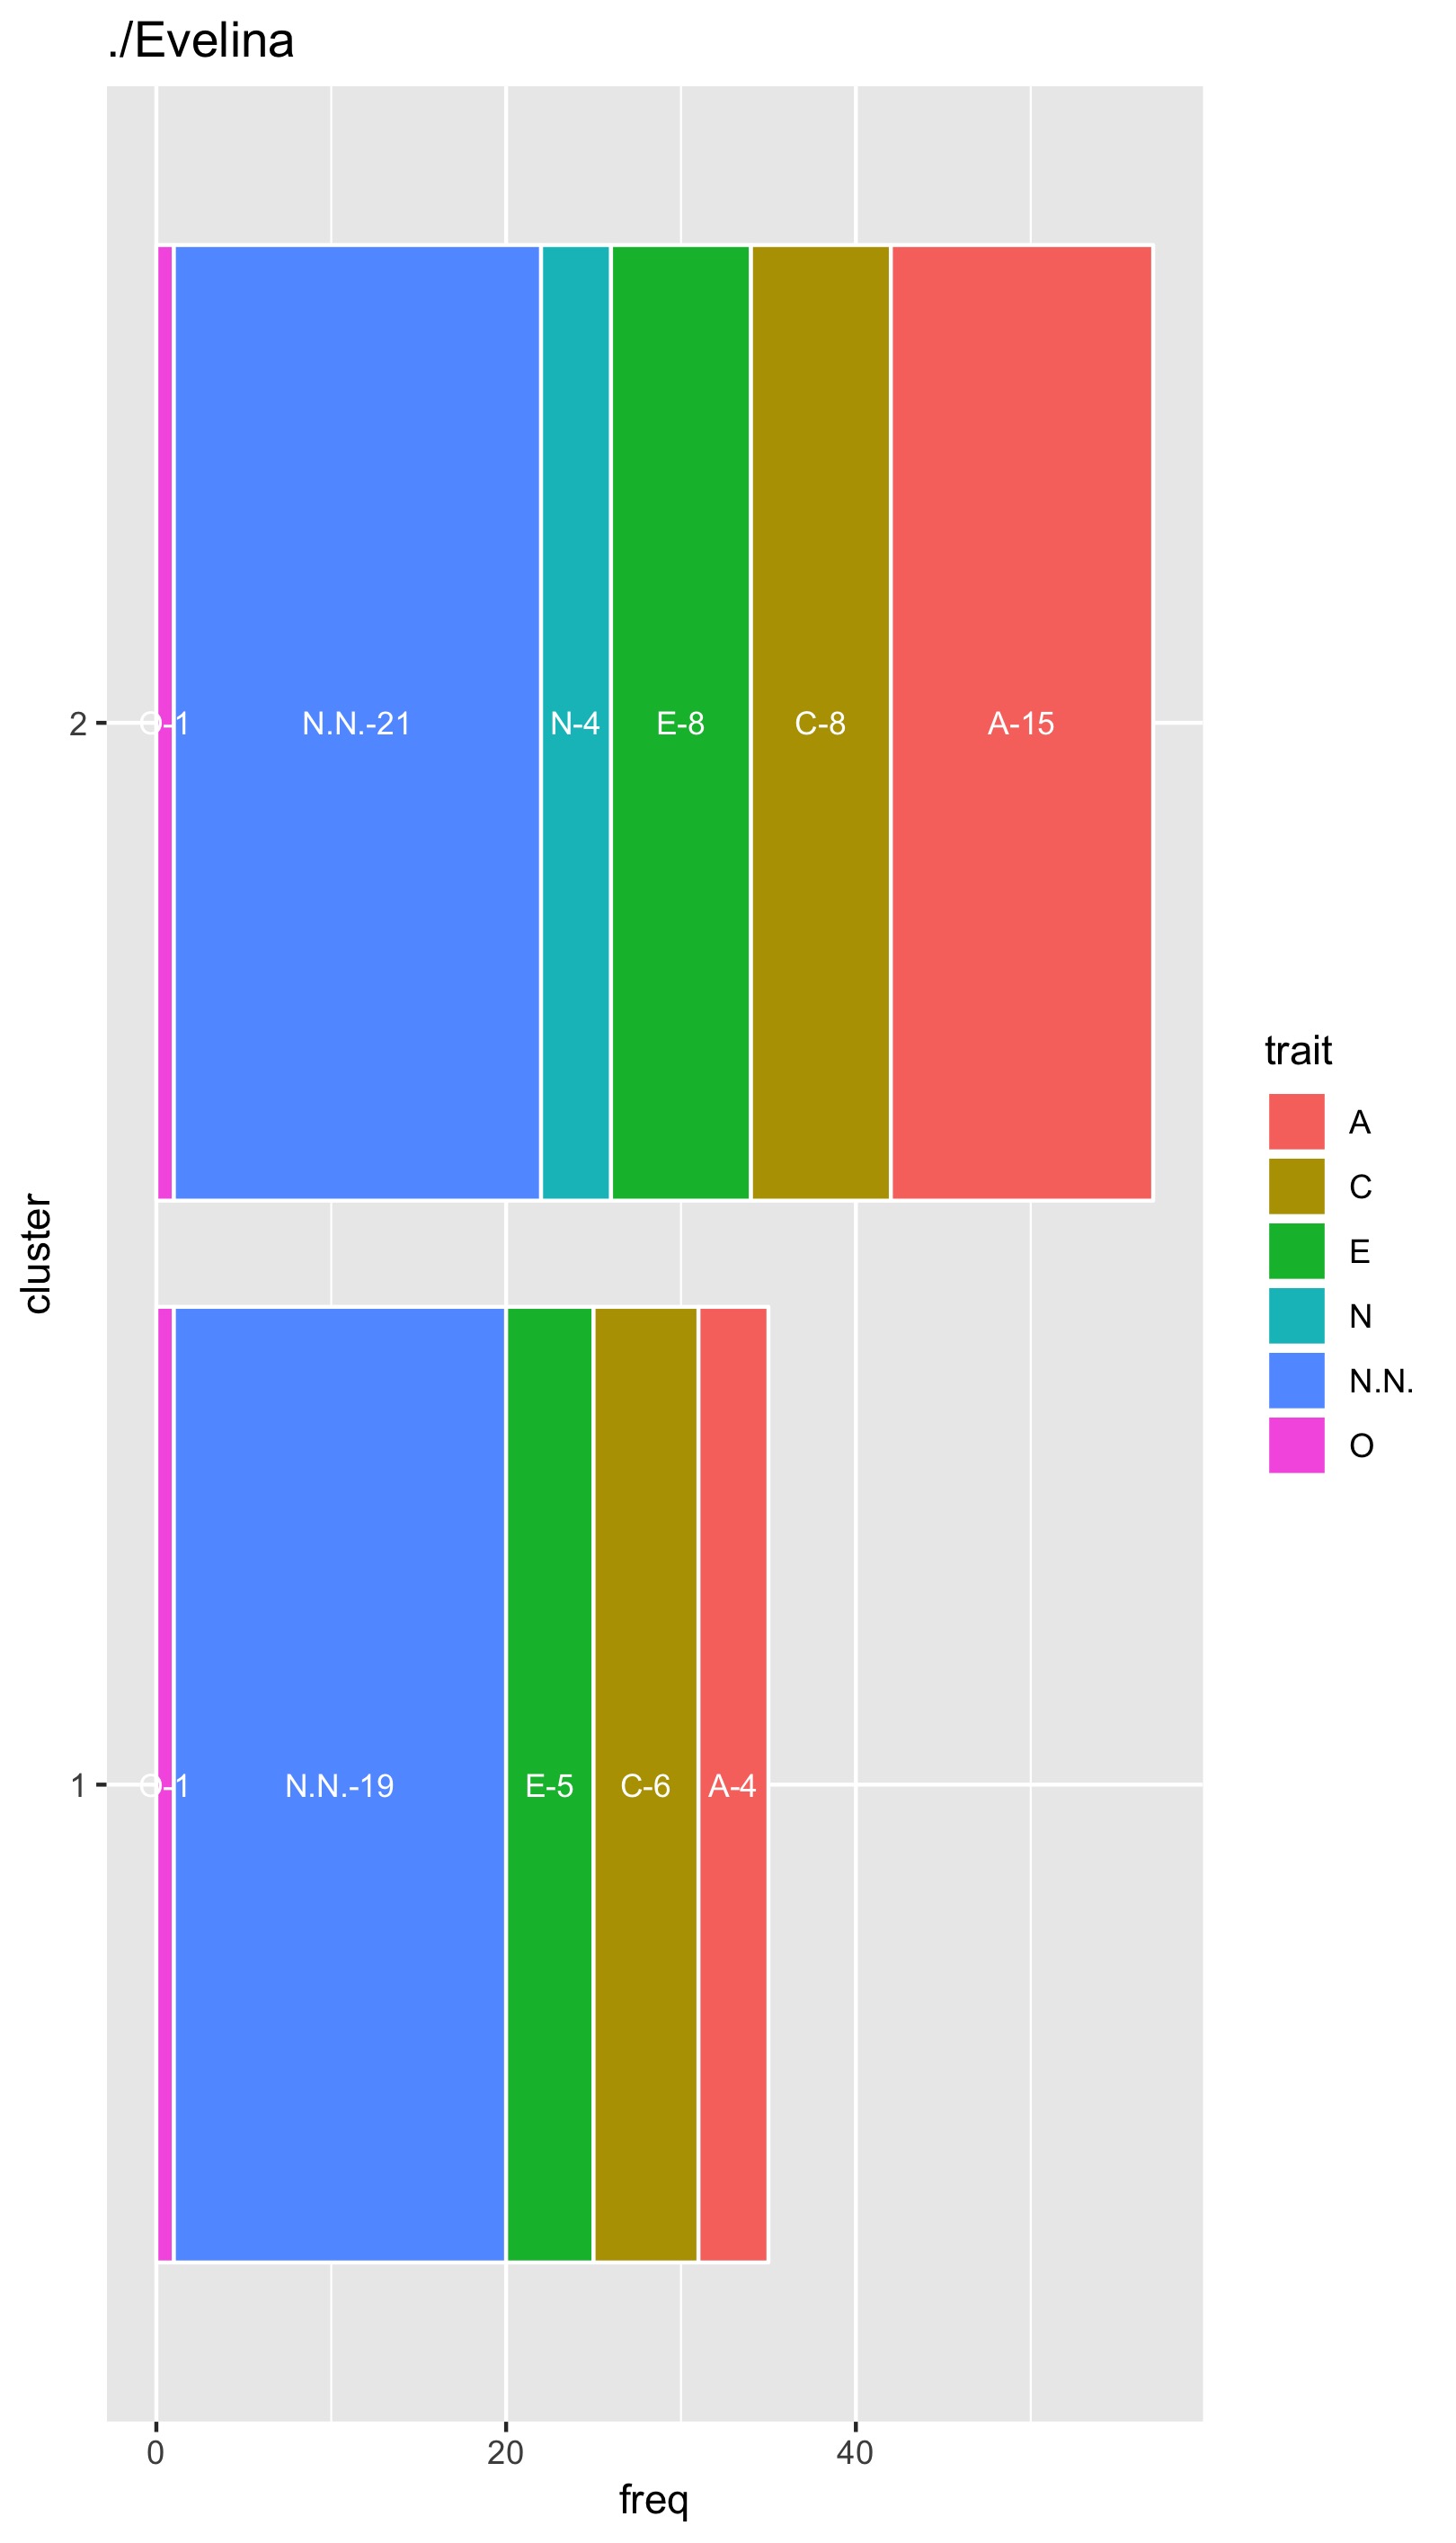 ./Evelina
2
O-1
N.N.-21
N-4
E-8
C-8
A-15
cluster
1
O-1
N.N.-19
E-5
C-6
A-4
0
20
40
freq
trait
A
C
E
N
N.N.
O